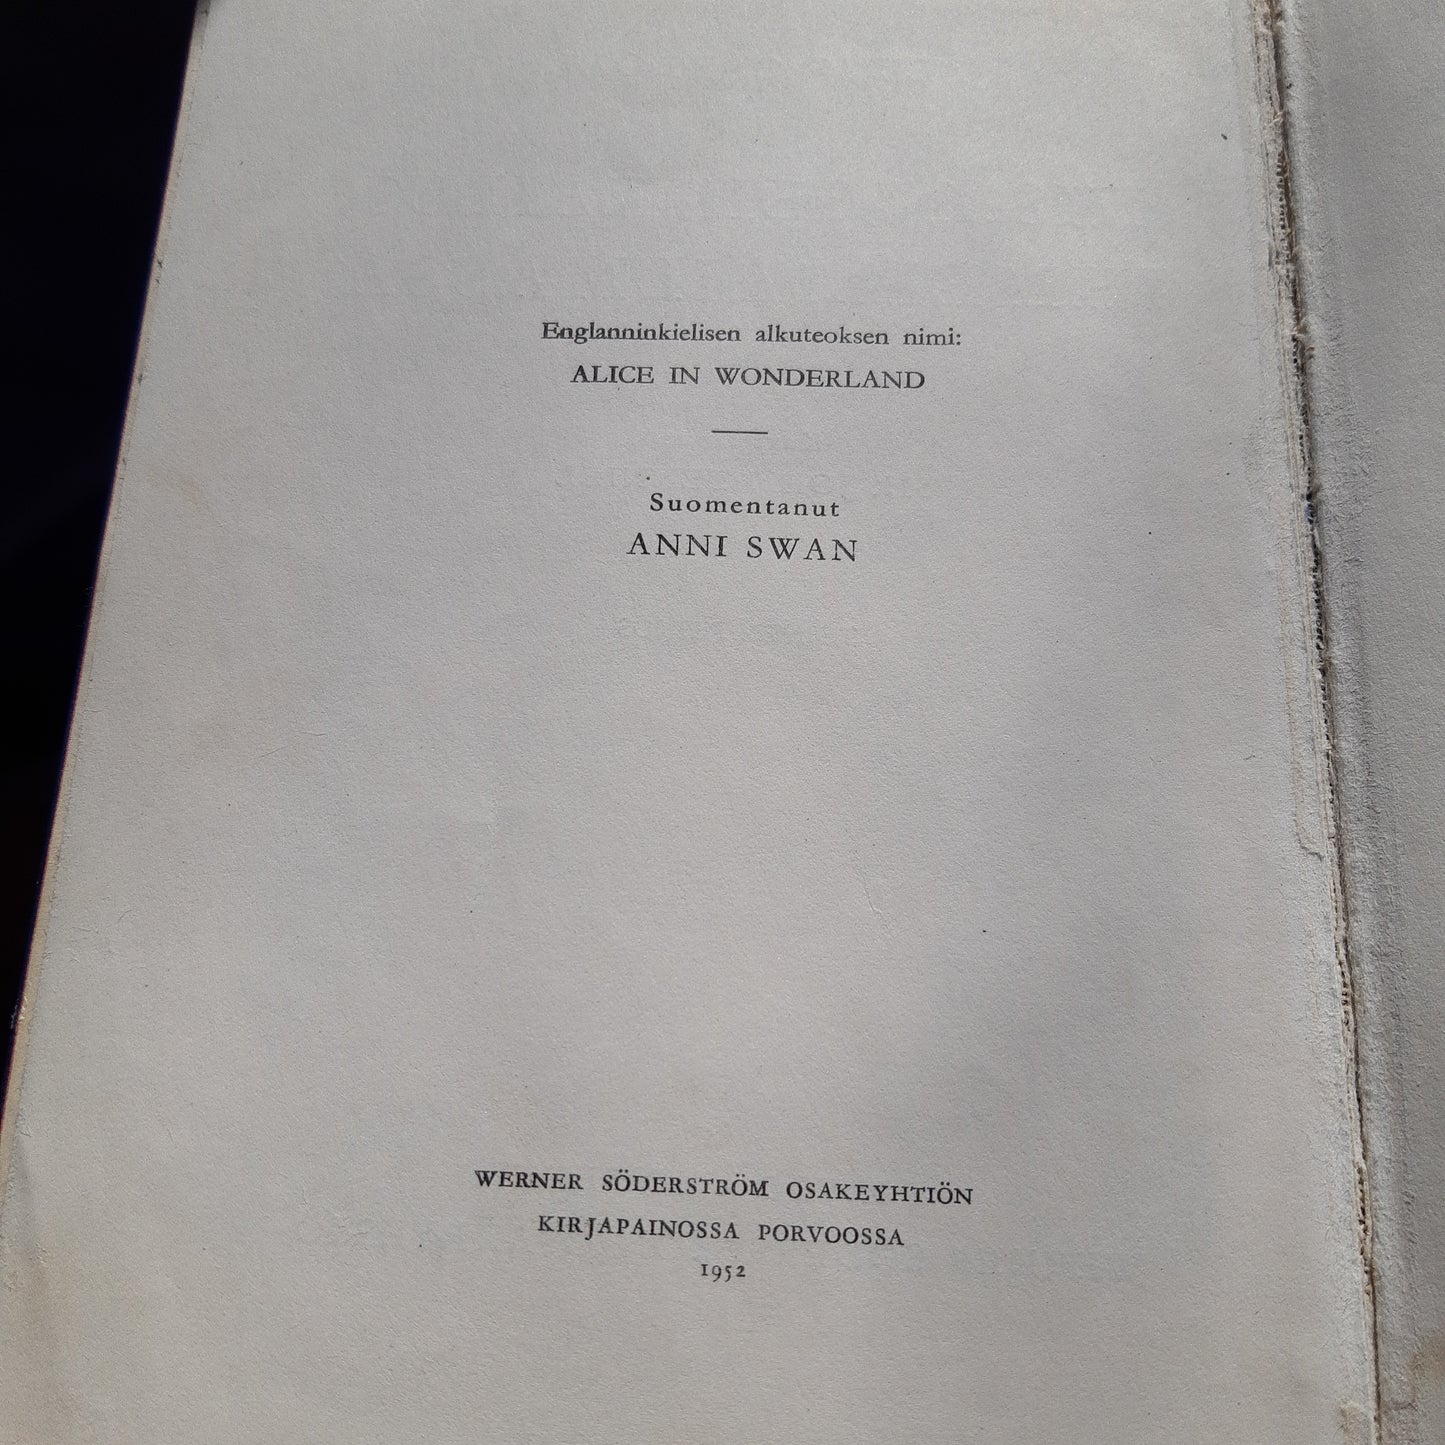 Englanninkielisen alkuteoksen nimi:
ALICE IN WONDERLAND
Suomentanut
ANNI SWAN
WERNER SÖDERSTRÖM OSAKEYHTIÖN
KIRJAPAINOSSA PORVOOSSA
1952